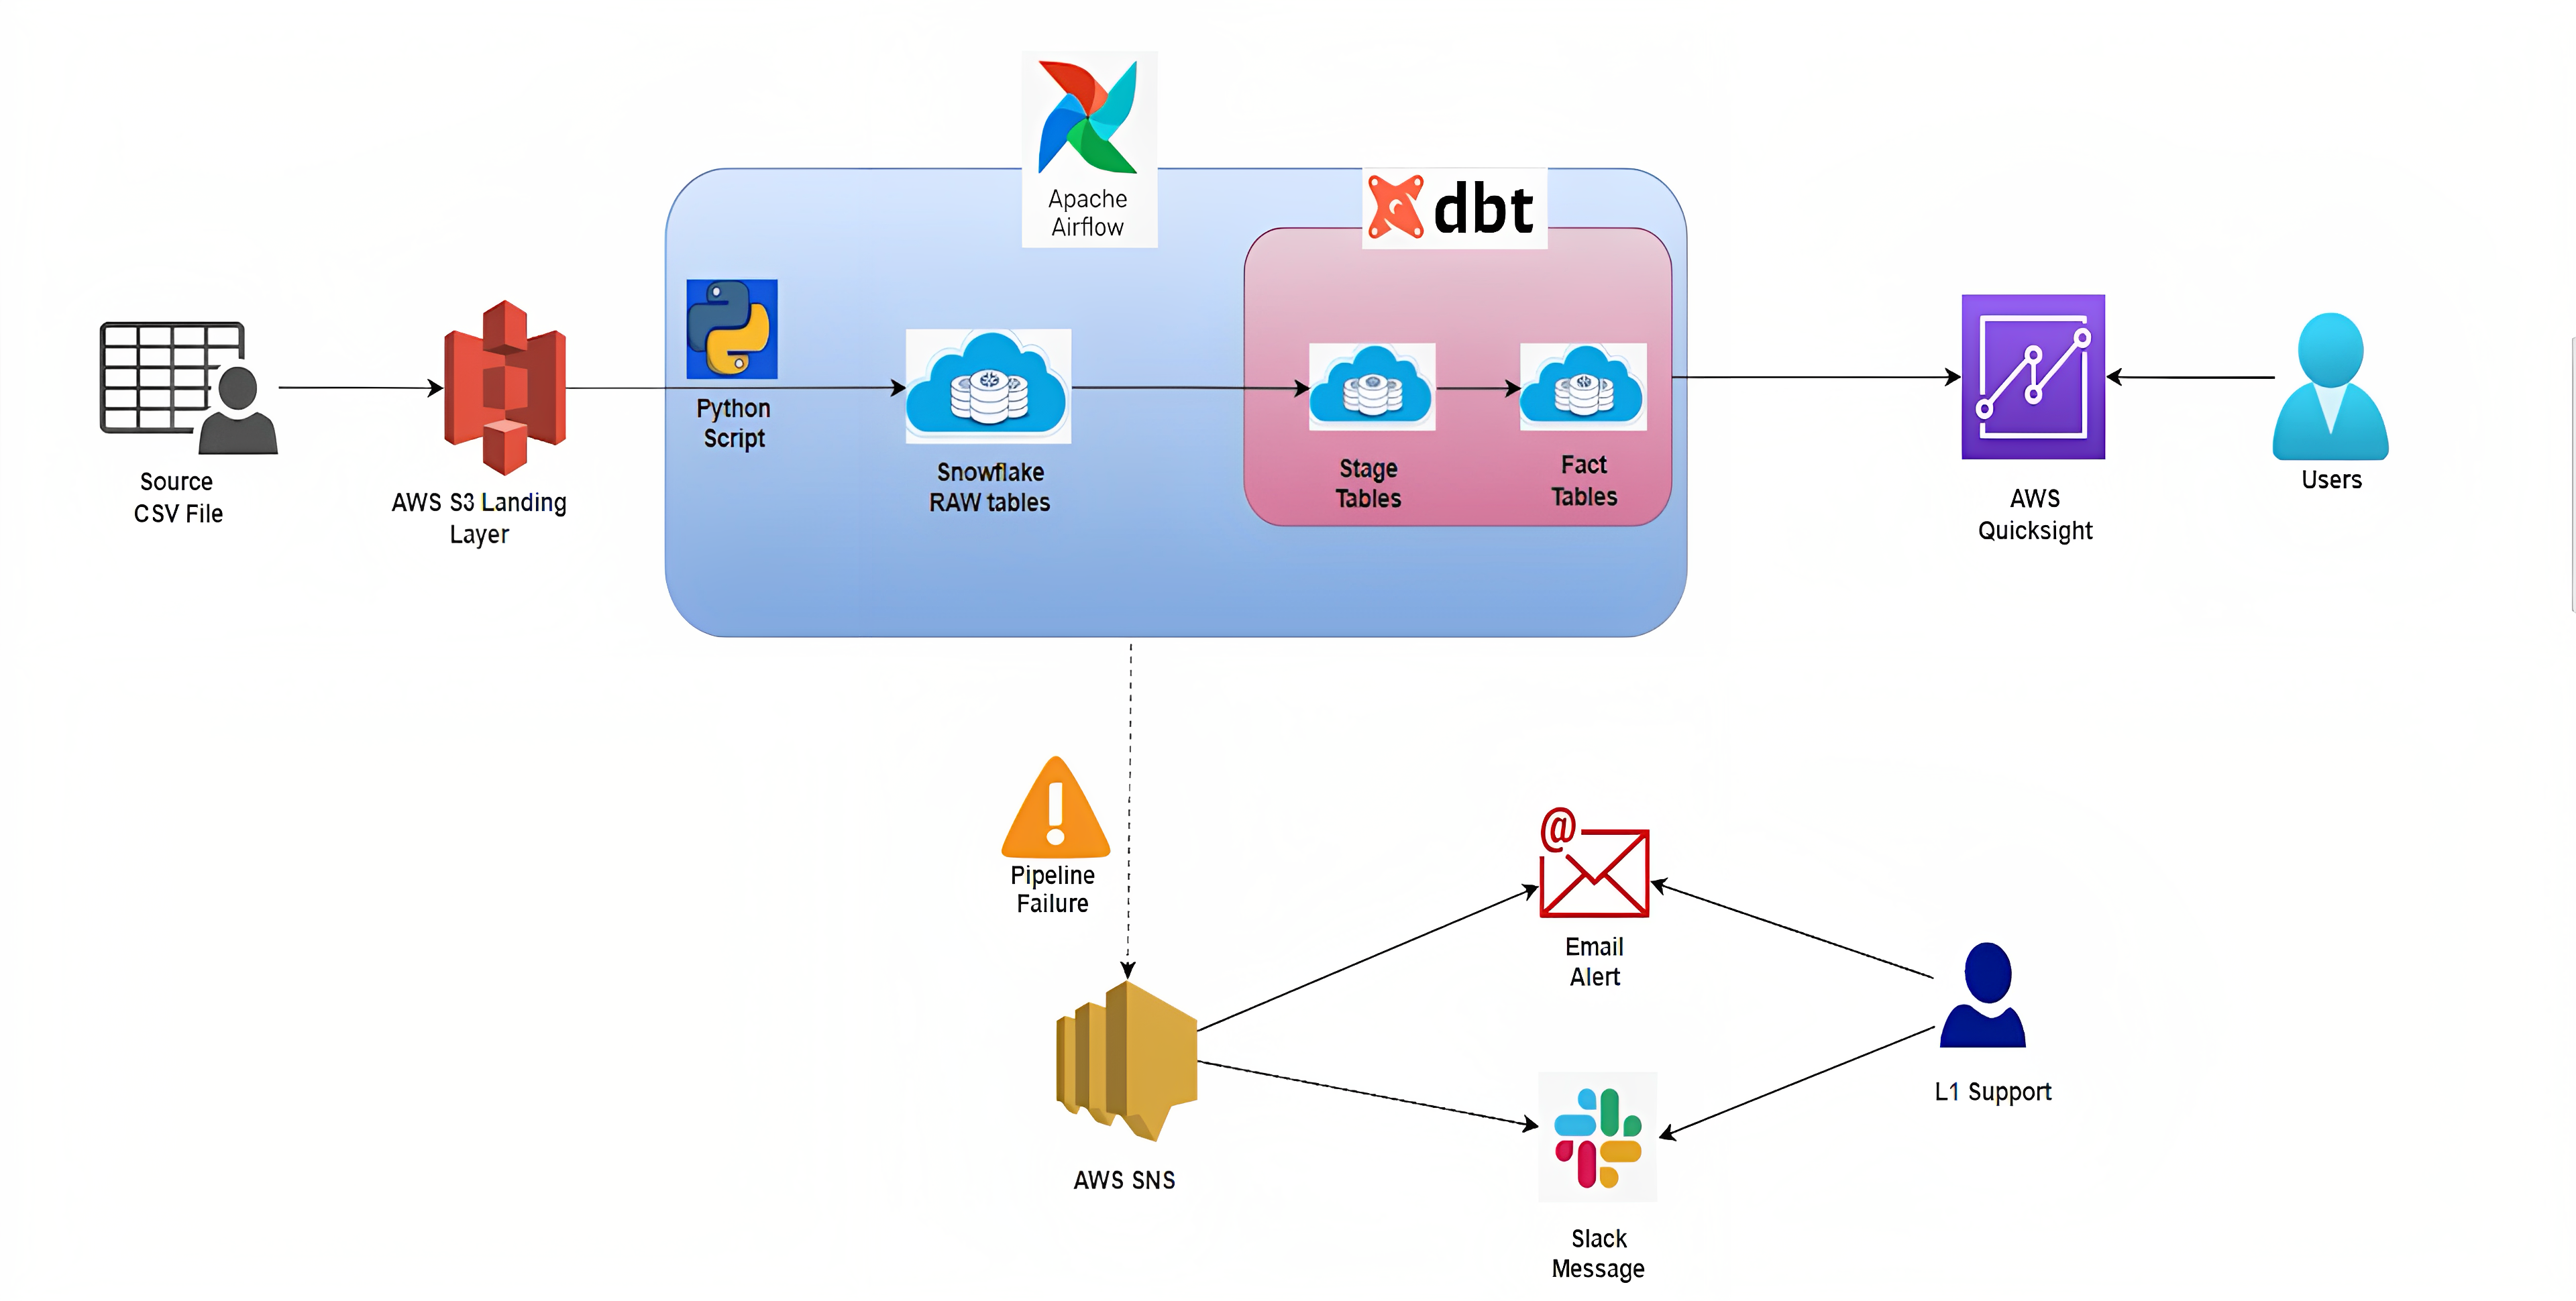 Apache
Airflow
dbt
Python
Script
Snowflake
RAW tables
Stage
Tables
Fact
Tables
Source
CSV File
AWS S3 Landing
Layer
AWS
Quicksight
Users
Pipeline
Failure
@
Email
Alert
L1 Support
AWS SNS
Slack
Message